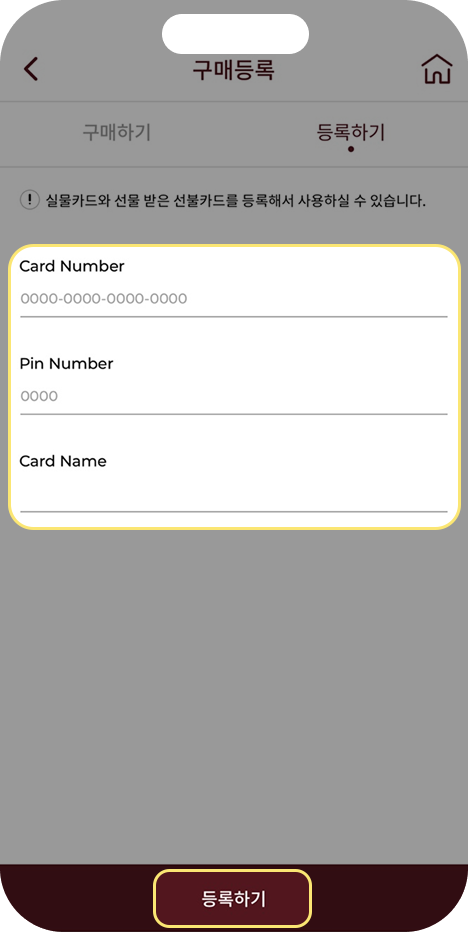 구매등록
구매하기 등록하기
! 실물카드와 선물 받은 선불카드를 등록해서 사용하실 수 있습니다.
Card Number
0000-0000-0000-0000
Pin Number
0000
Card Name
등록하기